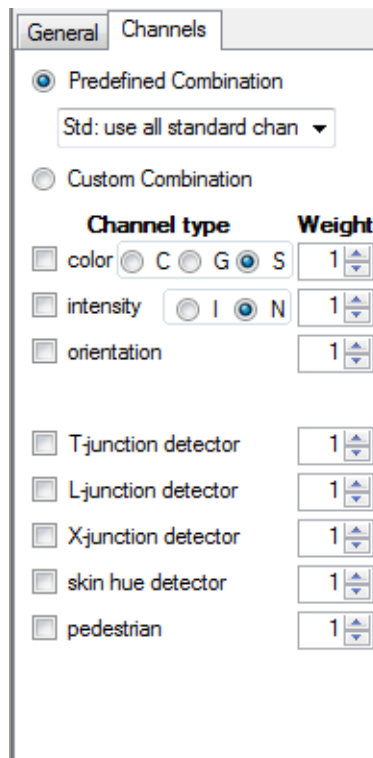 General Channels
Predefined Combination
Std: use all standard chan
Custom Combination
Channel type Weight
color C G S 1
intensity I N 1
orientation 1
T-junction detector 1
L-junction detector 1
X-junction detector 1
skin hue detector 1
pedestrian 1